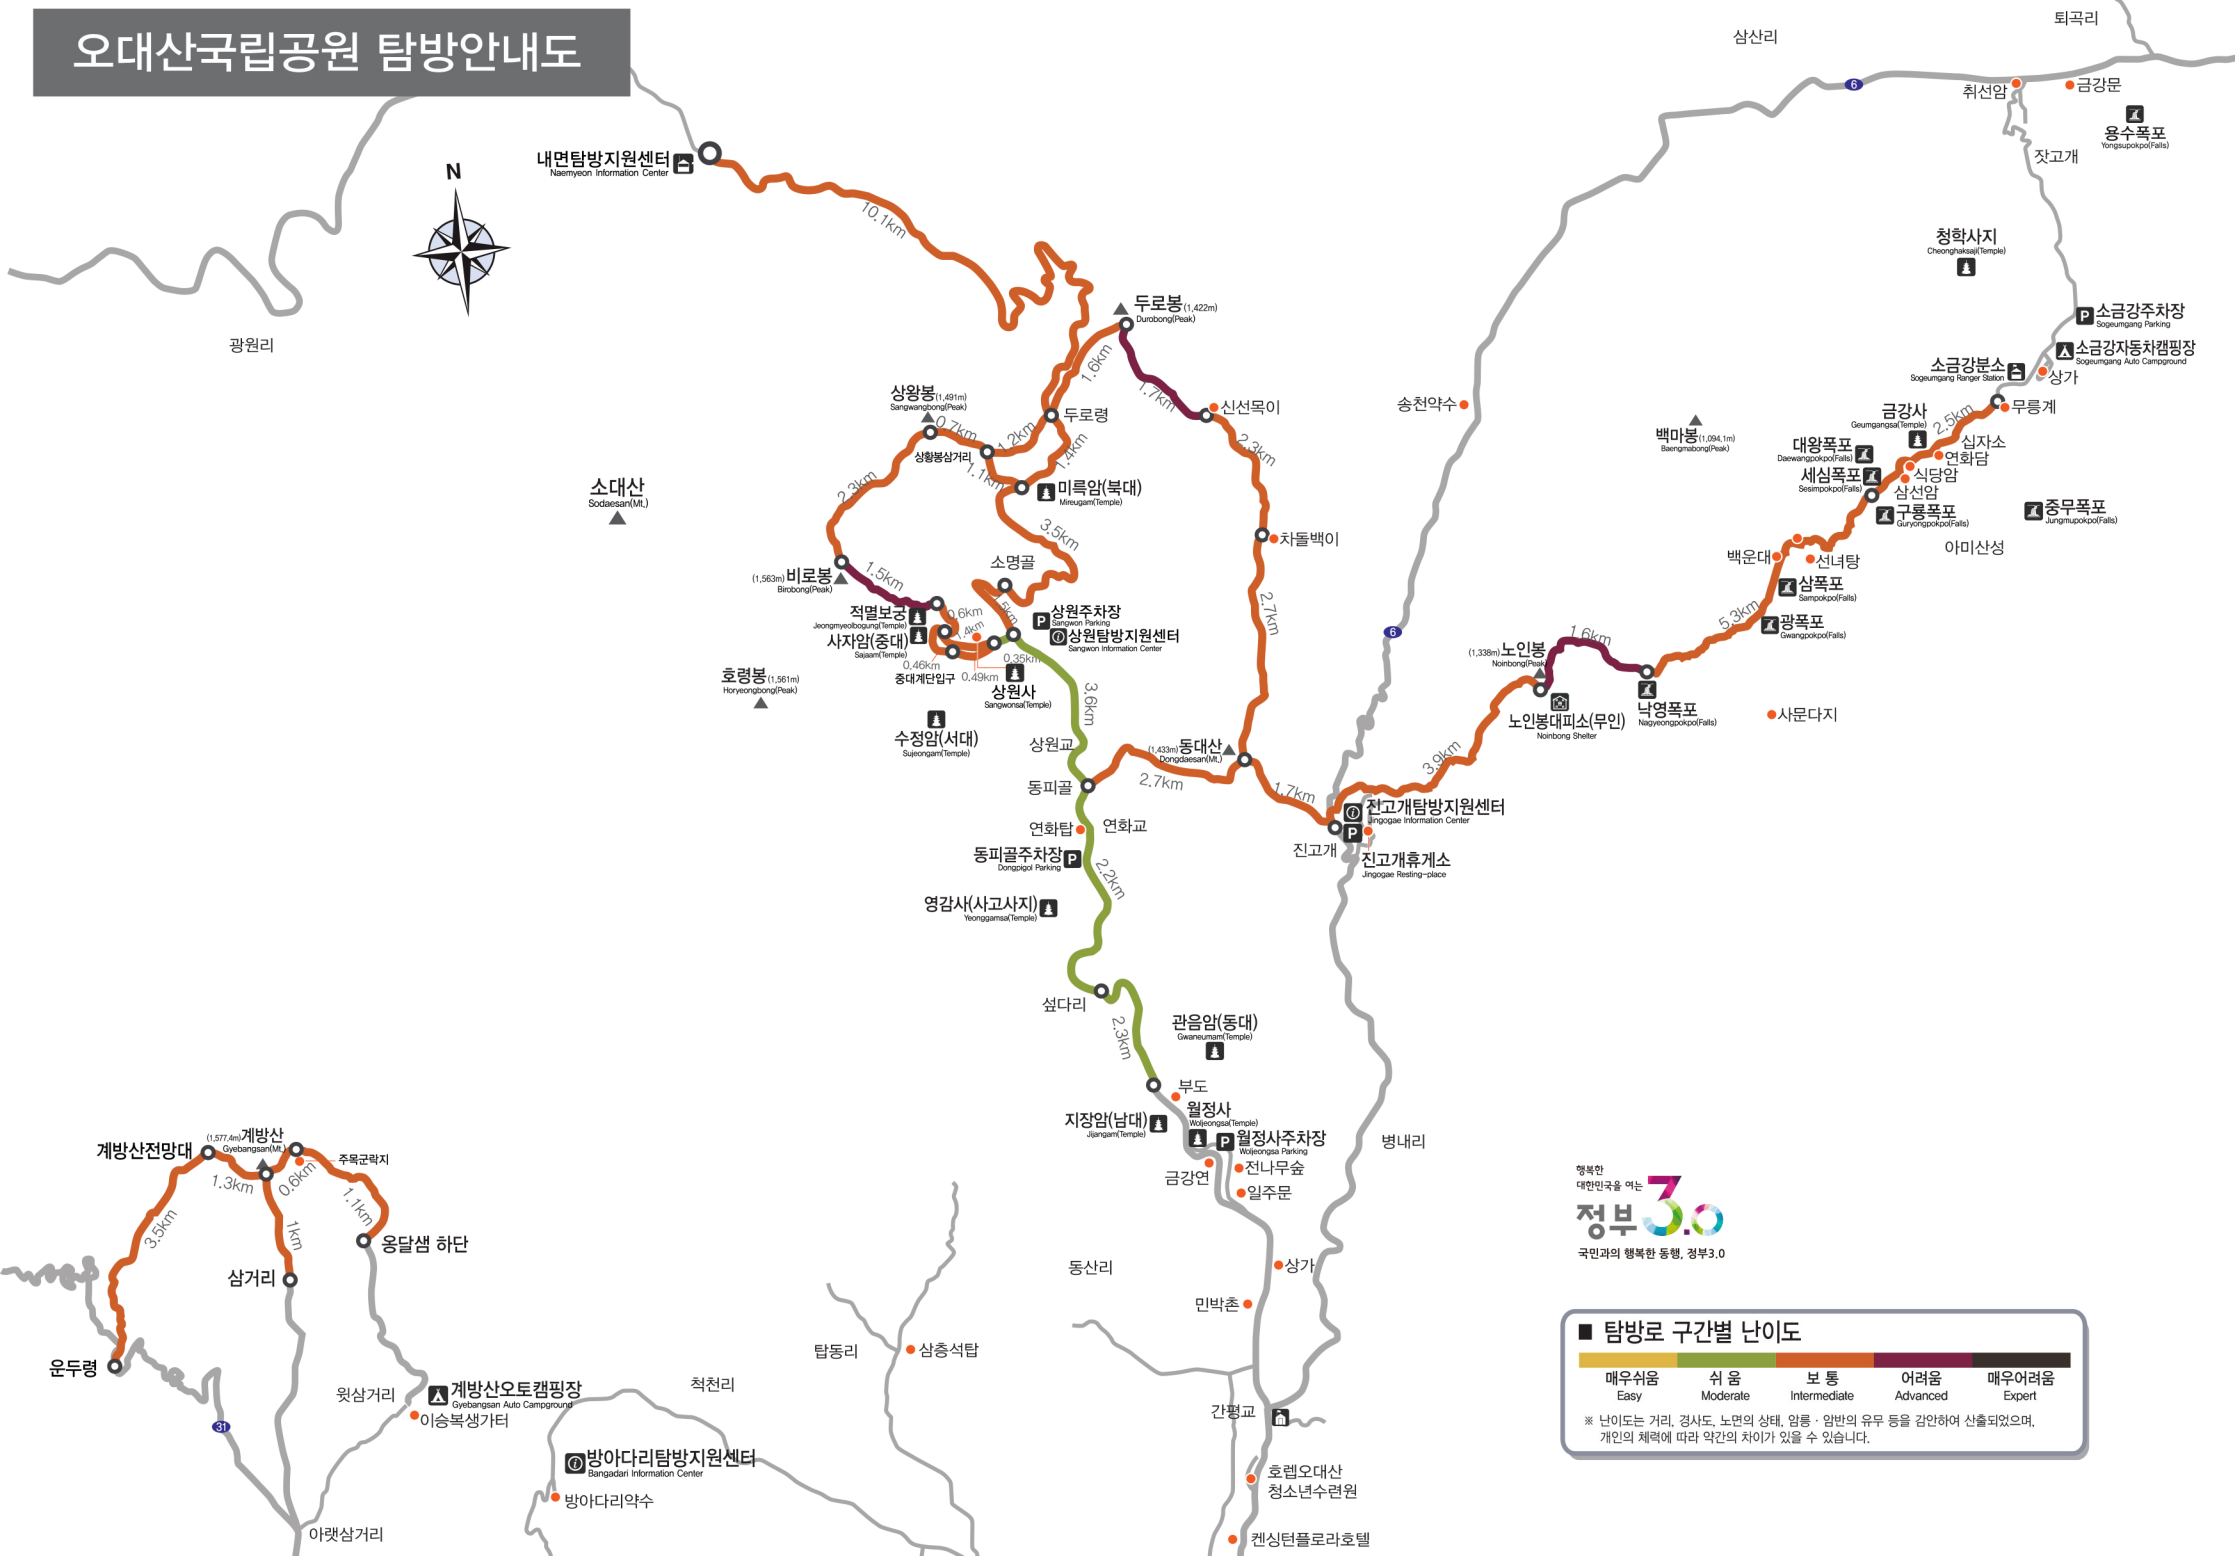 오대산국립공원 탐방안내도
퇴곡리
삼산리
6
취선암
금강문
용수폭포
Yongsupokpo(Falls)
잣고개
내면탐방지원센터
Naemyeon Information Center
N
10.1km
청학사지
Cheonghaksaji(Temple)
광원리
두로봉(1,422m)
Durobong(Peak)
P 소금강주차장
Sogeumgang Parking
소금강자동차캠핑장
Sogeumgang Auto Campground
소금강분소
Sogeumgang Ranger Station
상가
1.6km
1.7km
상왕봉(1,491m)
Sangwangbong(Peak)
0.7km
1.2km
두로령
신선목이
송천약수
백마봉(1,094.1m)
Baengmabong(Peak)
금강사
Geumgangsa(Temple)
2.5km
무릉계
십자소
연화담
대왕폭포
Daewangpokpo(Falls)
세심폭포
Sesimpokpo(Falls)
식당암
삼선암
구룡폭포
Guryongpokpo(Falls)
중무폭포
Jungmupokpo(Falls)
아미산성
상황봉삼거리
1.1km
1.4km
2.3km
2.3km
미륵암(북대)
Mireugam(Temple)
소대산
Sodaesan(Mt.)
3.5km
차돌백이
백운대
선녀탕
삼폭포
Sampokpo(Falls)
광폭포
Gwangpokpo(Falls)
5.3km
소명골
(1,563m)비로봉
Birobong(Peak)
1.5km
적멸보궁
Jeongmyeolbogung(Temple)
사자암(중대)
Sajaam(Temple)
0.6km
1.4km
1.5km
P 상원주차장
Sangwon Parking
상원탐방지원센터
Sangwon Information Center
2.7km
6
0.46km
중대계단입구
0.49km
0.35km
상원사
Sangwonsa(Temple)
호령봉(1,561m)
Horyeongbong(Peak)
수정암(서대)
Sujeongam(Temple)
3.6km
상원교
(1,338m)노인봉
Noinbong(Peak)
1.6km
노인봉대피소(무인)
Noinbong Shelter
낙영폭포
Nagyeongpokpo(Falls)
사문다지
3.9km
(1,433m)동대산
Dongdaesan(Mt.)
2.7km
1.7km
동피골
연화탑
연화교
진고개탐방지원센터
Jingogae Information Center
P
진고개
진고개휴게소
Jingogae Resting-place
동피골주차장 P
Dongpigol Parking
2.2km
영감사(사고사지)
Yeonggamsa(Temple)
섶다리
2.3km
관음암(동대)
Gwaneumam(Temple)
부도
월정사
Woljeongsa(Temple)
지장암(남대)
Jijangam(Temple)
P 월정사주차장
Woljeongsa Parking
금강연
전나무숲
일주문
병내리
계방산전망대
(1,577.4m)계방산
Gyebangsan(Mt.)
주목군락지
1.3km
0.6km
1.1km
3.5km
1km
옹달샘 하단
삼거리
운두령
31
윗삼거리
계방산오토캠핑장
Gyebangsan Auto Campground
이승복생가터
아랫삼거리
방아다리탐방지원센터
Bangadari Information Center
방아다리약수
척천리
탑동리
삼층석탑
동산리
상가
민박촌
간평교
호렙오대산
청소년수련원
켄싱턴플로라호텔
행복한
대한민국을 여는
정부 3.0
국민과의 행복한 동행, 정부3.0
■ 탐방로 구간별 난이도
매우쉬움 쉬 움 보 통 어려움 매우어려움
Easy Moderate Intermediate Advanced Expert
※ 난이도는 거리, 경사도, 노면의 상태, 암릉 · 암반의 유무 등을 감안하여 산출되었으며,
개인의 체력에 따라 약간의 차이가 있을 수 있습니다.